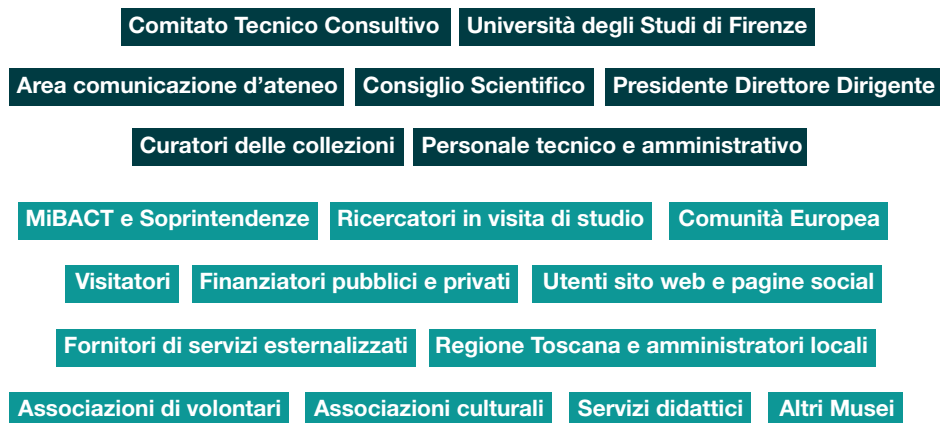 Comitato Tecnico Consultivo Università degli Studi di Firenze
Area comunicazione d'ateneo Consiglio Scientifico Presidente Direttore Dirigente
Curatori delle collezioni Personale tecnico e amministrativo
MiBACT e Soprintendenze Ricercatori in visita di studio Comunità Europea
Visitatori Finanziatori pubblici e privati Utenti sito web e pagine social
Fornitori di servizi esternalizzati Regione Toscana e amministratori locali
Associazioni di volontari Associazioni culturali Servizi didattici Altri Musei